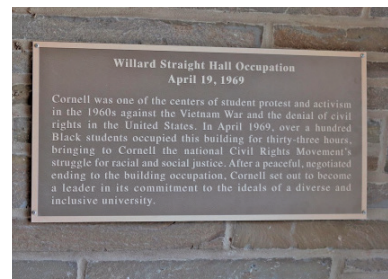 Willard Straight Hall Occupation
April 19, 1969
Cornell was one of the centers of student protest and activism
in the 1960s against the Vietnam War and the denial of civil
rights in the United States. In April 1969, over a hundred
Black students occupied this building for thirty-three hours,
bringing to Cornell the national Civil Rights Movement's
struggle for racial and social justice. After a peaceful, negotiated
ending to the building occupation, Cornell set out to become
a leader in its commitment to the ideals of a diverse and
inclusive university.